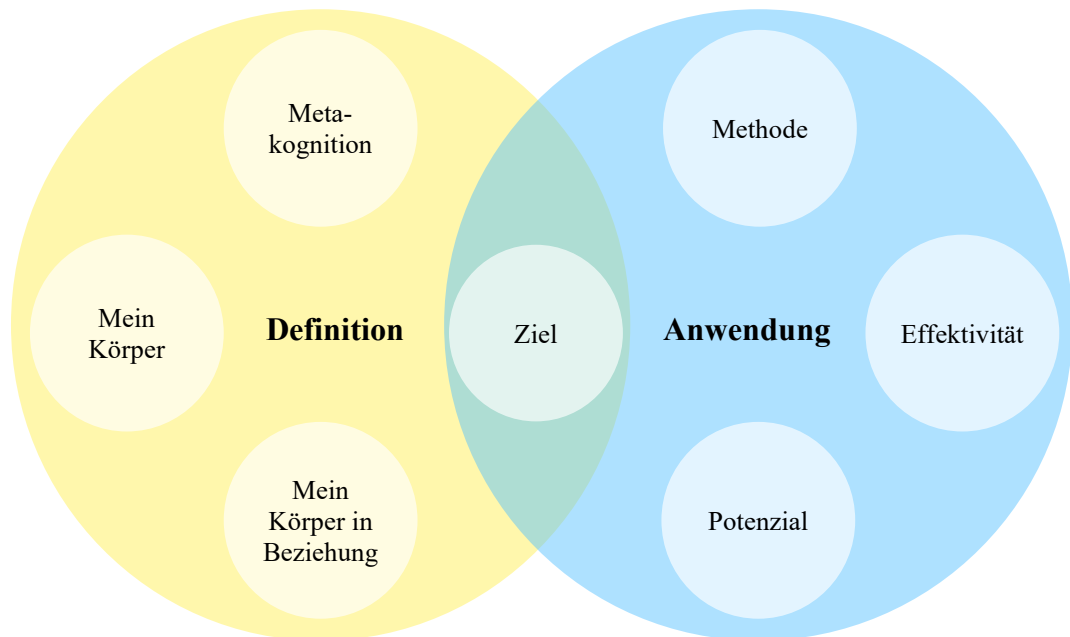 Meta-
kognition
Methode
Mein
Körper
Definition
Ziel
Anwendung
Effektivität
Mein
Körper in
Beziehung
Potenzial